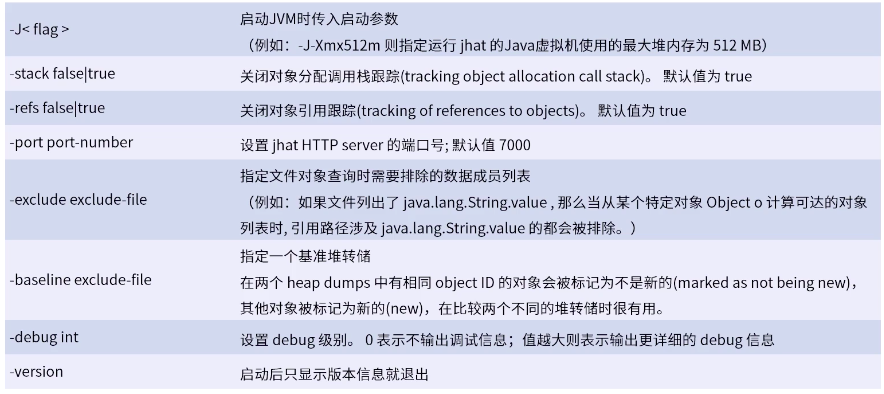 -J< flag >
启动JVM时传入启动参数
（例如：-J-Xmx512m 则指定运行 jhat 的Java虚拟机使用的最大堆内存为 512 MB）
-stack false|true
关闭对象分配调用栈跟踪(tracking object allocation call stack)。 默认值为 true
-refs false|true
关闭对象引用跟踪(tracking of references to objects)。 默认值为 true
-port port-number
设置 jhat HTTP server 的端口号; 默认值 7000
-exclude exclude-file
指定文件对象查询时需要排除的数据成员列表
（例如：如果文件列出了 java.lang.String.value , 那么当从某个特定对象 Object o 计算可达的对象
列表时, 引用路径涉及 java.lang.String.value 的都会被排除。）
-baseline exclude-file
指定一个基准堆转储
在两个 heap dumps 中有相同 object ID 的对象会被标记为不是新的(marked as not being new)，
其他对象被标记为新的(new)，在比较两个不同的堆转储时很有用。
-debug int
设置 debug 级别。 0 表示不输出调试信息；值越大则表示输出更详细的 debug 信息
-version
启动后只显示版本信息就退出